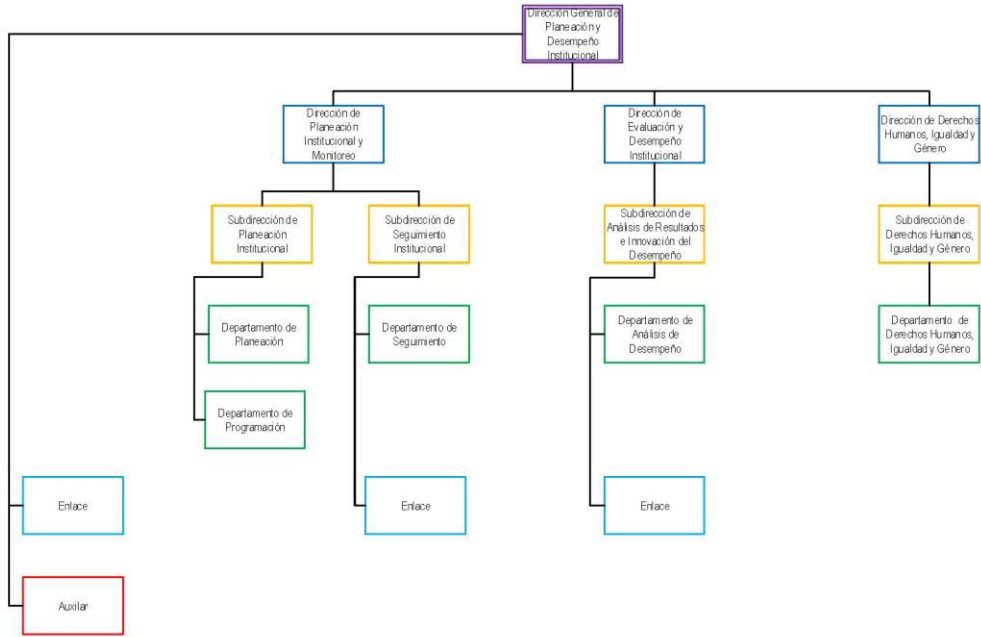 Dirección General de
Planeación y
Desempeño
Institucional
Dirección de
Planeación
Institucional y
Monitoreo
Dirección de
Evaluación y
Desempeño
Institucional
Dirección de Derechos
Humanos, Igualdad y
Género
Subdirección de
Planeación
Institucional
Subdirección de
Seguimiento
Institucional
Subdirección de
Análisis de Resultados
e Innovación del
Desempeño
Subdirección de
Derechos Humanos,
Igualdad y Género
Departamento de
Planeación
Departamento de
Seguimiento
Departamento de
Análisis de
Desempeño
Departamento de
Derechos Humanos,
Igualdad y Género
Departamento de
Programación
Enlace
Enlace
Enlace
Auxilar